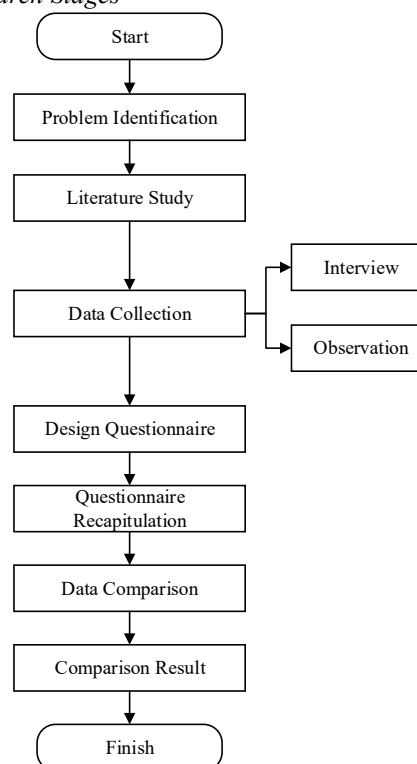 Stages
Start
Problem Identification
Literature Study
Interview
Data Collection
Observation
Design Questionnaire
Questionnaire
Recapitulation
Data Comparison
Comparison Result
Finish